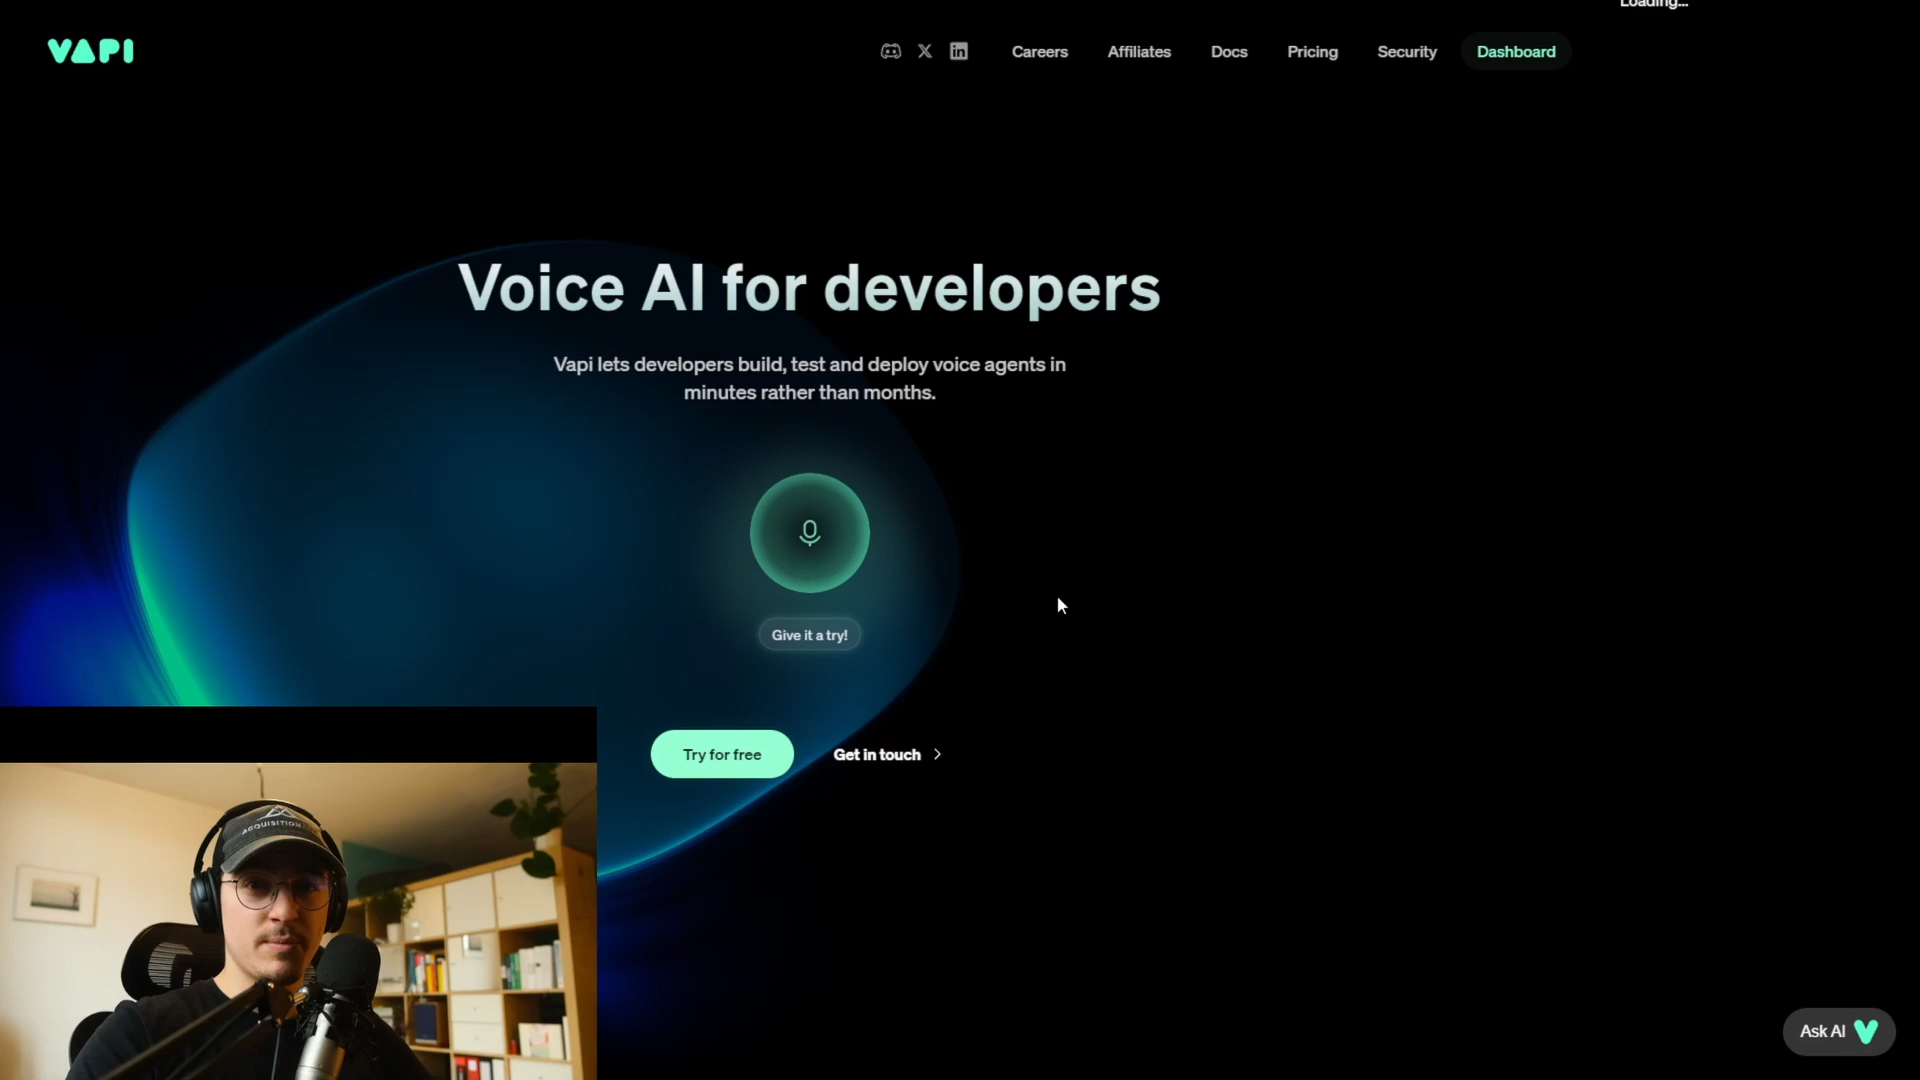 Loading...
VAPI
Careers
Affiliates
Docs
Pricing
Security
Dashboard
Voice AI for developers
Vapi lets developers build, test and deploy voice agents in
minutes rather than months.
Give it a try!
Try for free
Get in touch
ACQUISITION
Ask AI